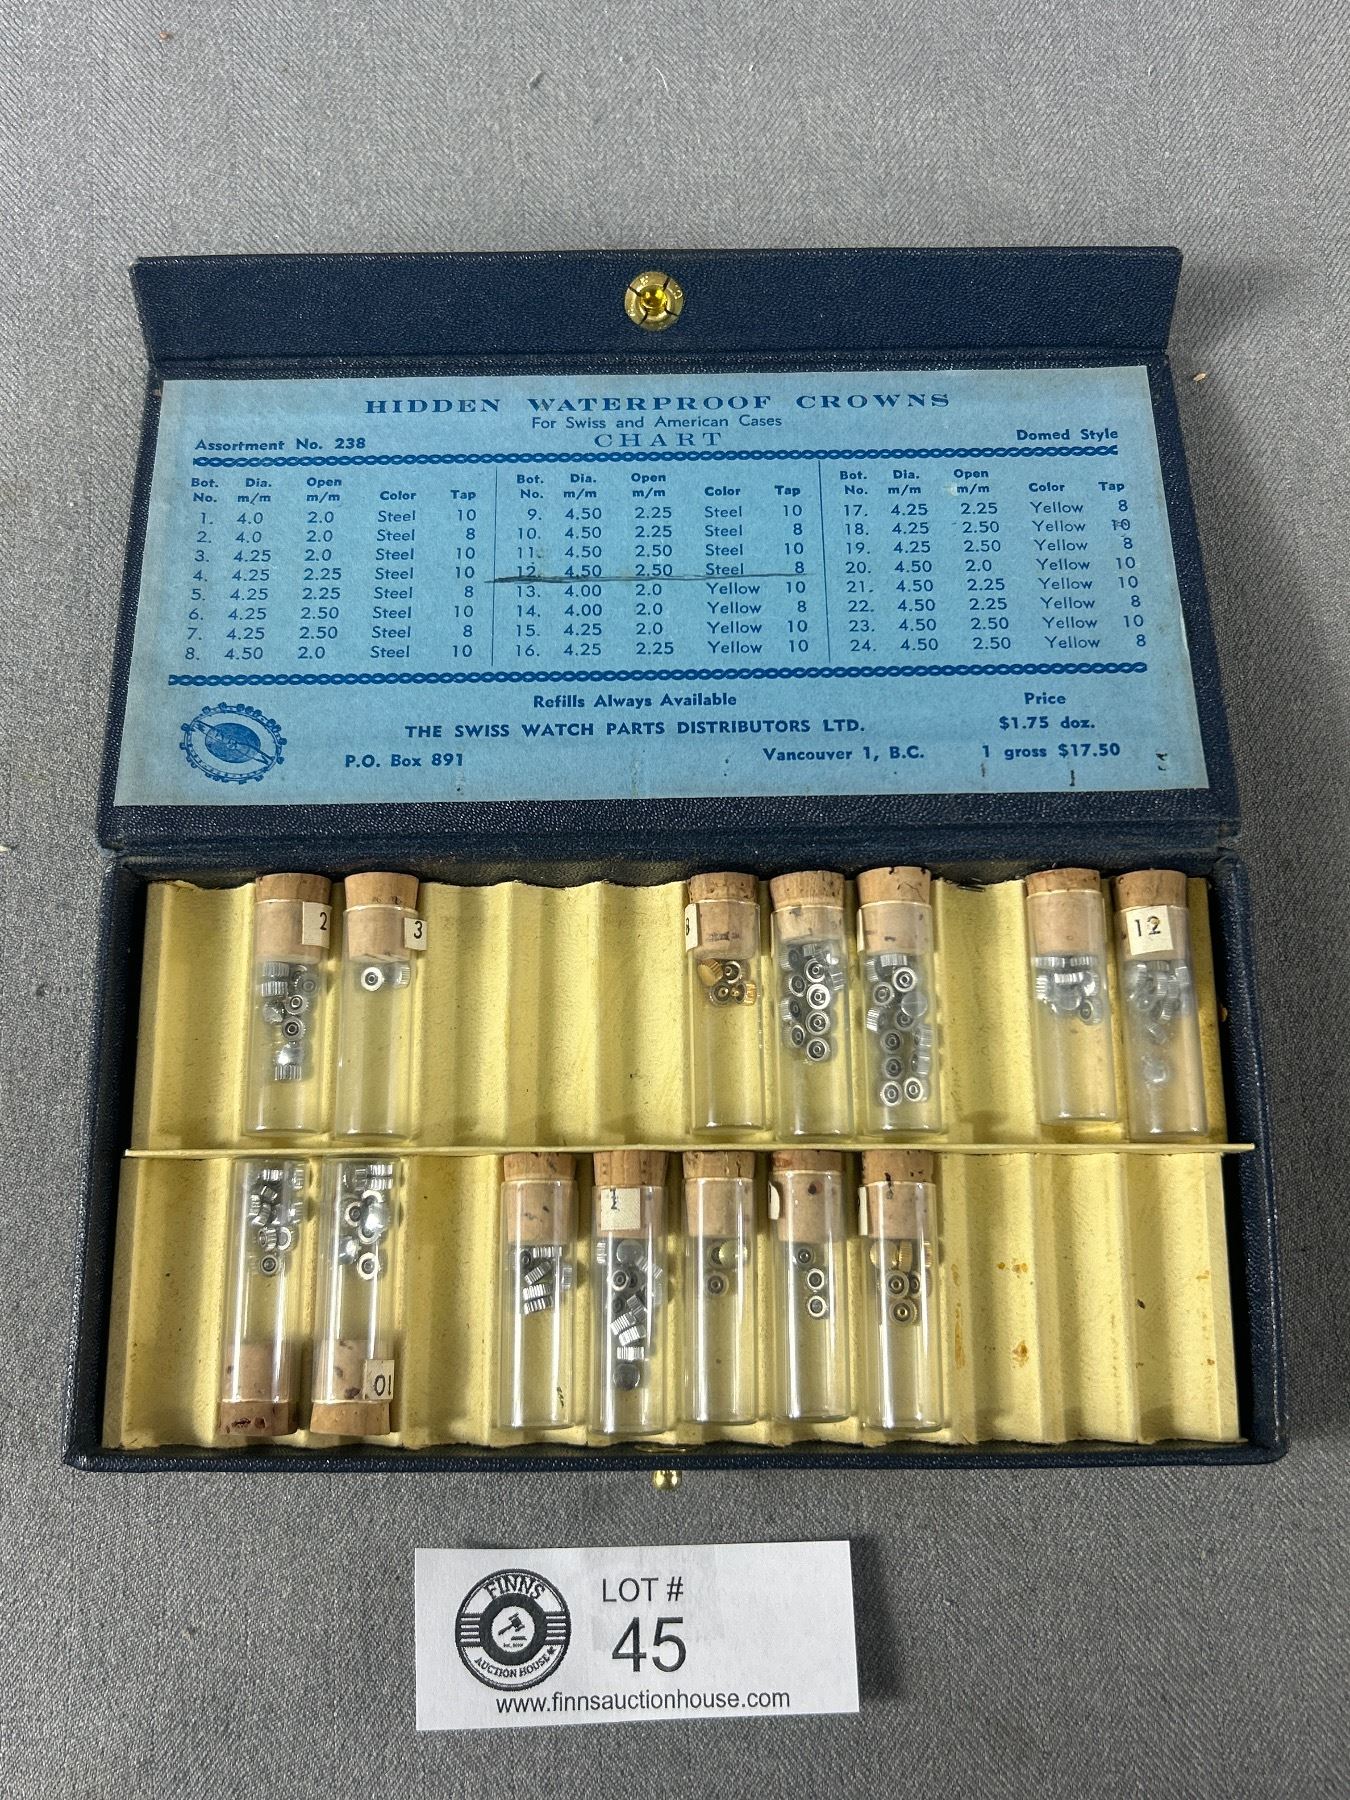 HIDDEN WATERPROOF CROWNS
For Swiss and American Cases
Assortment No. 238 CHART Domed Style
Bot. No. Dia. m/m Open m/m Color Tap
1. 4.0 2.0 Steel 10
2. 4.0 2.0 Steel 8
3. 4.25 2.0 Steel 10
4. 4.25 2.25 Steel 10
5. 4.25 2.25 Steel 8
6. 4.25 2.50 Steel 10
7. 4.25 2.50 Steel 8
8. 4.50 2.0 Steel 10
Bot. No. Dia. m/m Open m/m Color Tap
9. 4.50 2.25 Steel 10
10. 4.50 2.25 Steel 8
11. 4.50 2.50 Steel 10
12. 4.50 2.50 Steel 8
13. 4.00 2.0 Yellow 10
14. 4.00 2.0 Yellow 8
15. 4.25 2.0 Yellow 10
16. 4.25 2.25 Yellow 10
Bot. No. Dia. m/m Open m/m Color Tap
17. 4.25 2.25 Yellow 8
18. 4.25 2.50 Yellow 10
19. 4.25 2.50 Yellow 8
20. 4.50 2.0 Yellow 10
21. 4.50 2.25 Yellow 10
22. 4.50 2.25 Yellow 8
23. 4.50 2.50 Yellow 10
24. 4.50 2.50 Yellow 8
Refills Always Available
THE SWISS WATCH PARTS DISTRIBUTORS LTD.
P.O. Box 891 Vancouver 1, B.C.
Price
$1.75 doz.
1 gross $17.50
2
3
12
10
FINNS
AUCTION HOUSE
LOT #
45
www.finnsauctionhouse.com